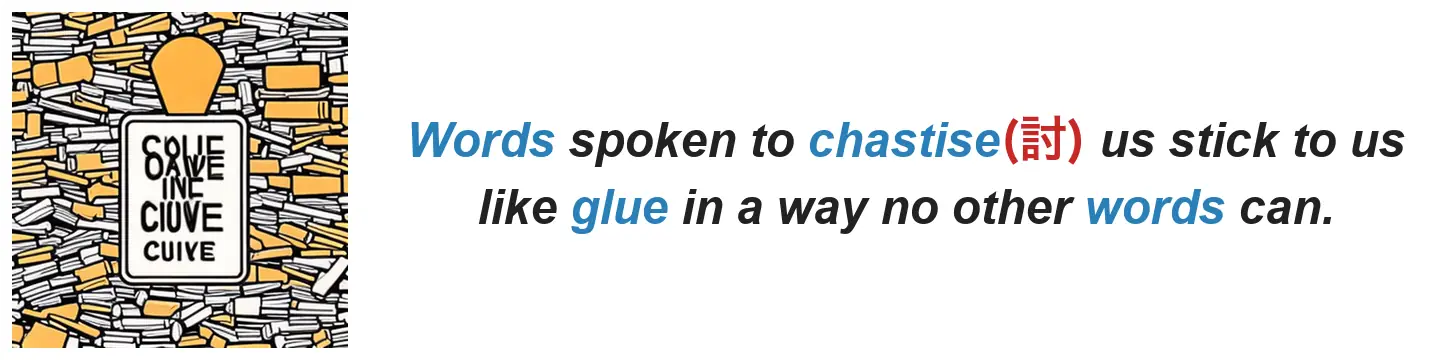 Words spoken to chastise(討) us stick to us
like glue in a way no other words can.